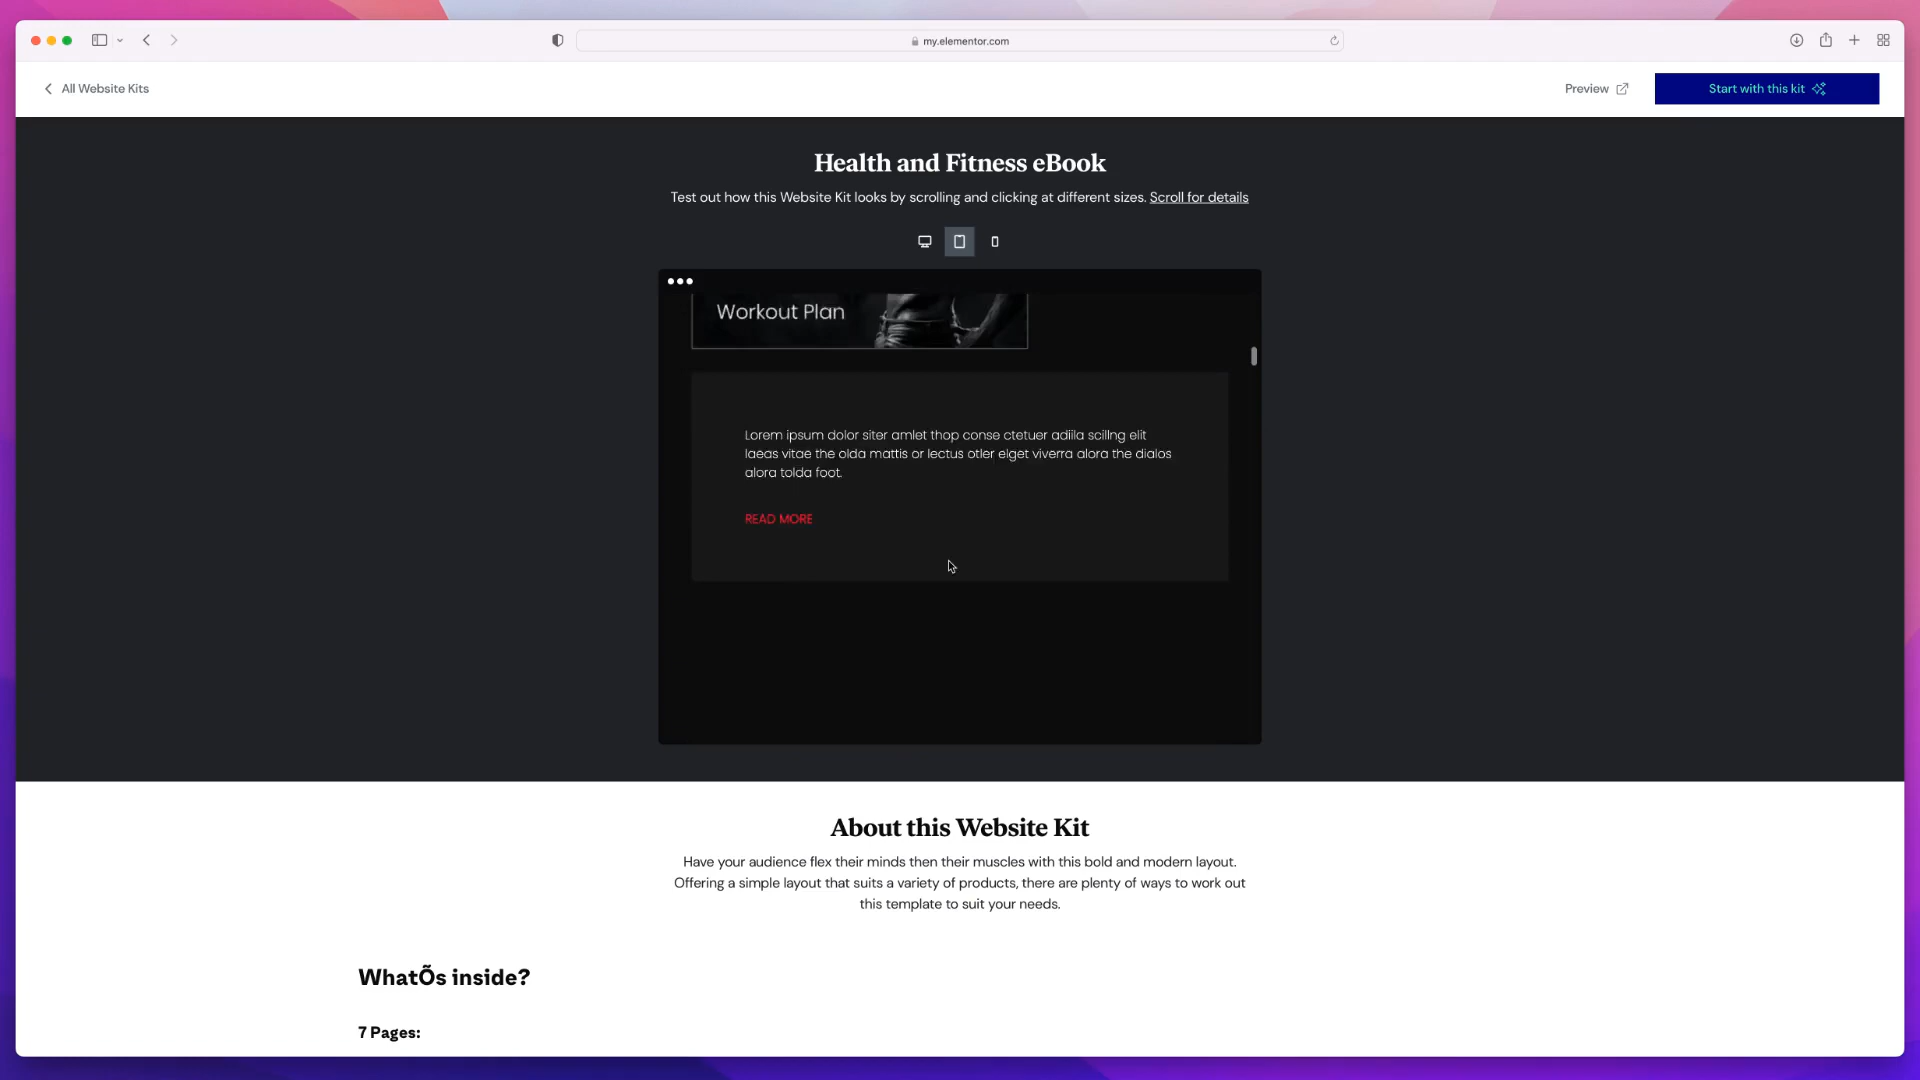 my.elementor.com
All Website Kits
Preview
Start with this kit
Health and Fitness eBook
Test out how this Website Kit looks by scrolling and clicking at different sizes. Scroll for details
Workout Plan
Lorem ipsum dolor siter amlet thop conse ctetuer adiila scillng elit
laeas vitae the olda mattis or lectus otler elget viverra alora the dialos
alora tolda foot.
READ MORE
About this Website Kit
Have your audience flex their minds then their muscles with this bold and modern layout.
Offering a simple layout that suits a variety of products, there are plenty of ways to work out
this template to suit your needs.
WhatÕs inside?
7 Pages: